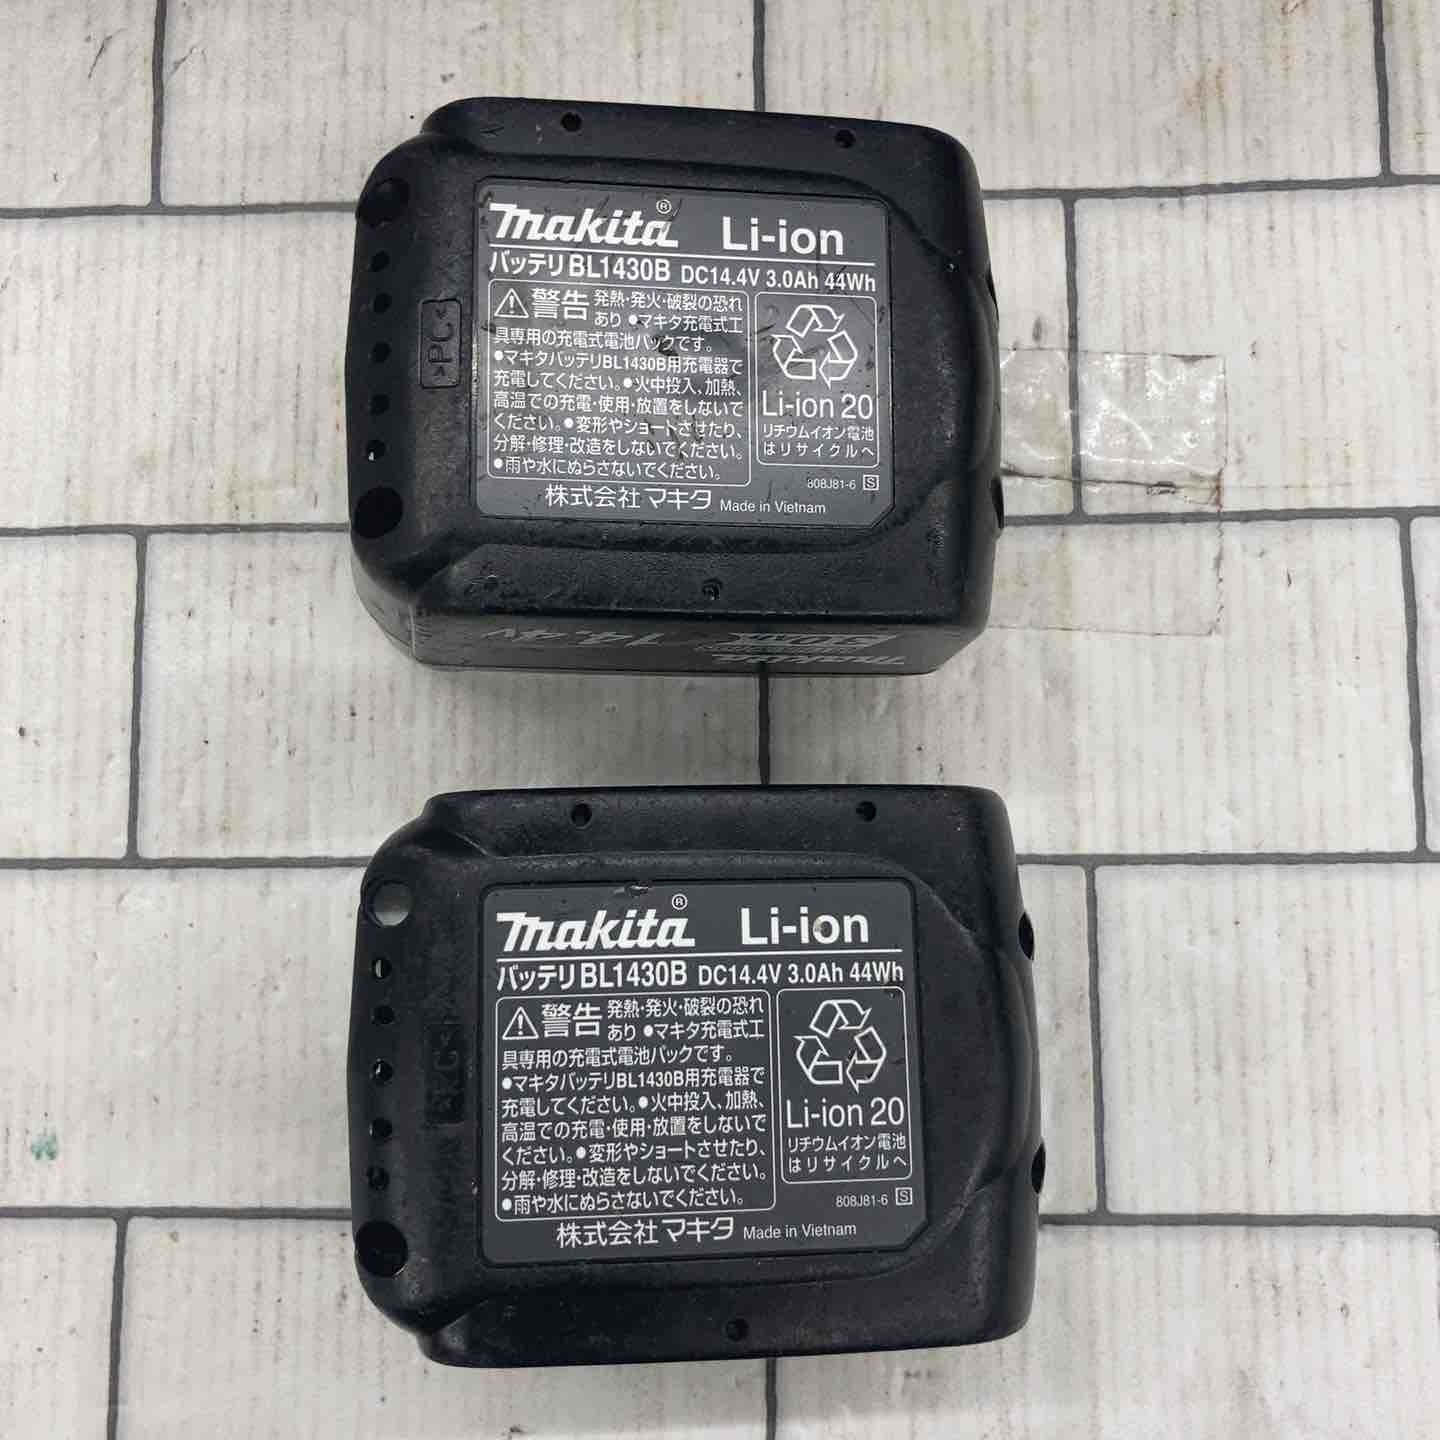 makita® Li-ion
バッテリBL1430B DC14.4V 3.0Ah 44Wh
警告 発熱・発火・破裂の恐れ
あり ●マキタ充電式工
具専用の充電式電池パックです。
●マキタバッテリBL1430B用充電器で
充電してください。●火中投入、加熱、
高温での充電・使用・放置をしないで
ください。●変形やショートさせたり、
分解・修理・改造をしないでください。
●雨や水にぬらさないでください。
Li-ion 20
リチウムイオン電池
はリサイクルへ
808J81-6 S
株式会社マキタ Made in Vietnam
>PC<
makita
14.4V
makita® Li-ion
バッテリBL1430B DC14.4V 3.0Ah 44Wh
警告 発熱・発火・破裂の恐れ
あり ●マキタ充電式工
具専用の充電式電池パックです。
●マキタバッテリBL1430B用充電器で
充電してください。●火中投入、加熱、
高温での充電・使用・放置をしないで
ください。●変形やショートさせたり、
分解・修理・改造をしないでください。
●雨や水にぬらさないでください。
Li-ion 20
リチウムイオン電池
はリサイクルへ
808J81-6 S
株式会社マキタ Made in Vietnam
>PC<